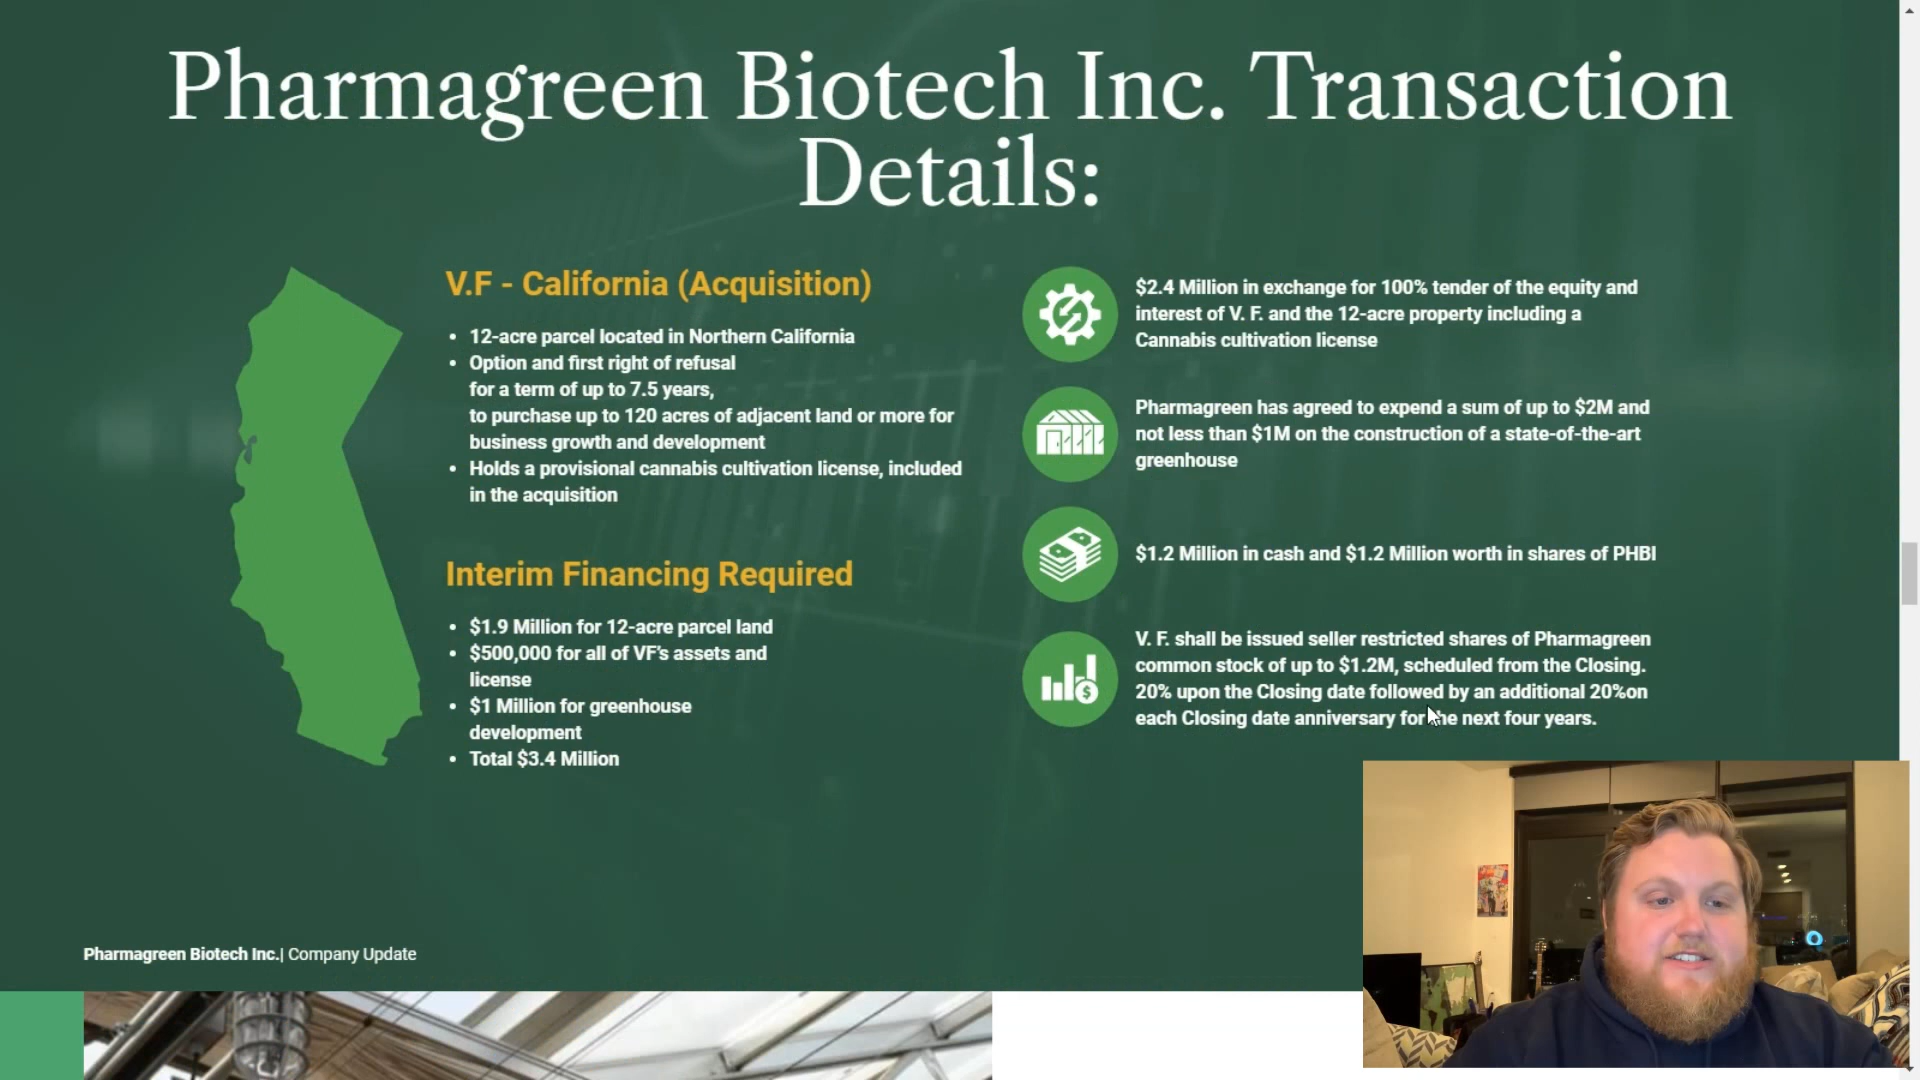 Pharmagreen Biotech Inc. Transaction
Details:
V.F - California (Acquisition)
• 12-acre parcel located in Northern California
• Option and first right of refusal
for a term of up to 7.5 years,
to purchase up to 120 acres of adjacent land or more for
business growth and development
• Holds a provisional cannabis cultivation license, included
in the acquisition
Interim Financing Required
• $1.9 Million for 12-acre parcel land
• $500,000 for all of VF's assets and
license
• $1 Million for greenhouse
development
• Total $3.4 Million
$2.4 Million in exchange for 100% tender of the equity and
interest of V. F. and the 12-acre property including a
Cannabis cultivation license
Pharmagreen has agreed to expend a sum of up to $2M and
not less than $1M on the construction of a state-of-the-art
greenhouse
$1.2 Million in cash and $1.2 Million worth in shares of PHBI
V. F. shall be issued seller restricted shares of Pharmagreen
common stock of up to $1.2M, scheduled from the Closing.
20% upon the Closing date followed by an additional 20%on
each Closing date anniversary for the next four years.
Pharmagreen Biotech Inc.| Company Update